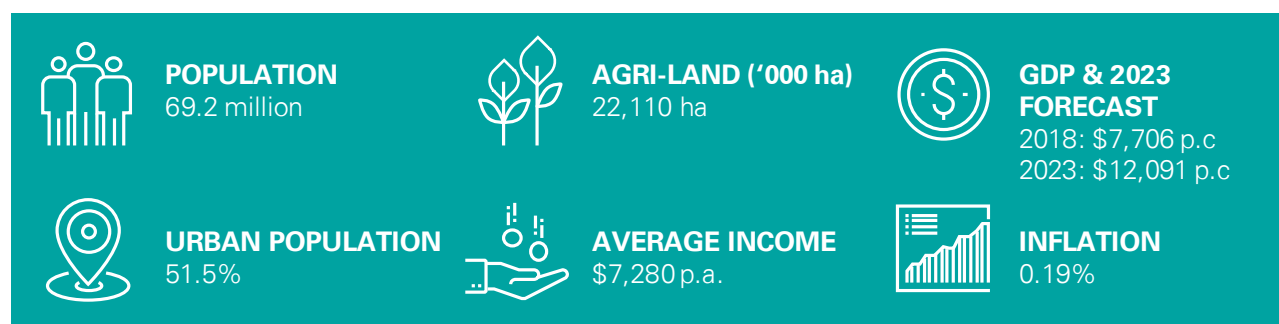 POPULATION
69.2 million
AGRI-LAND (‘000 ha)
22,110 ha
GDP & 2023
FORECAST
2018: $7,706 p.c
2023: $12,091 p.c
URBAN POPULATION
51.5%
AVERAGE INCOME
$7,280 p.a.
INFLATION
0.19%